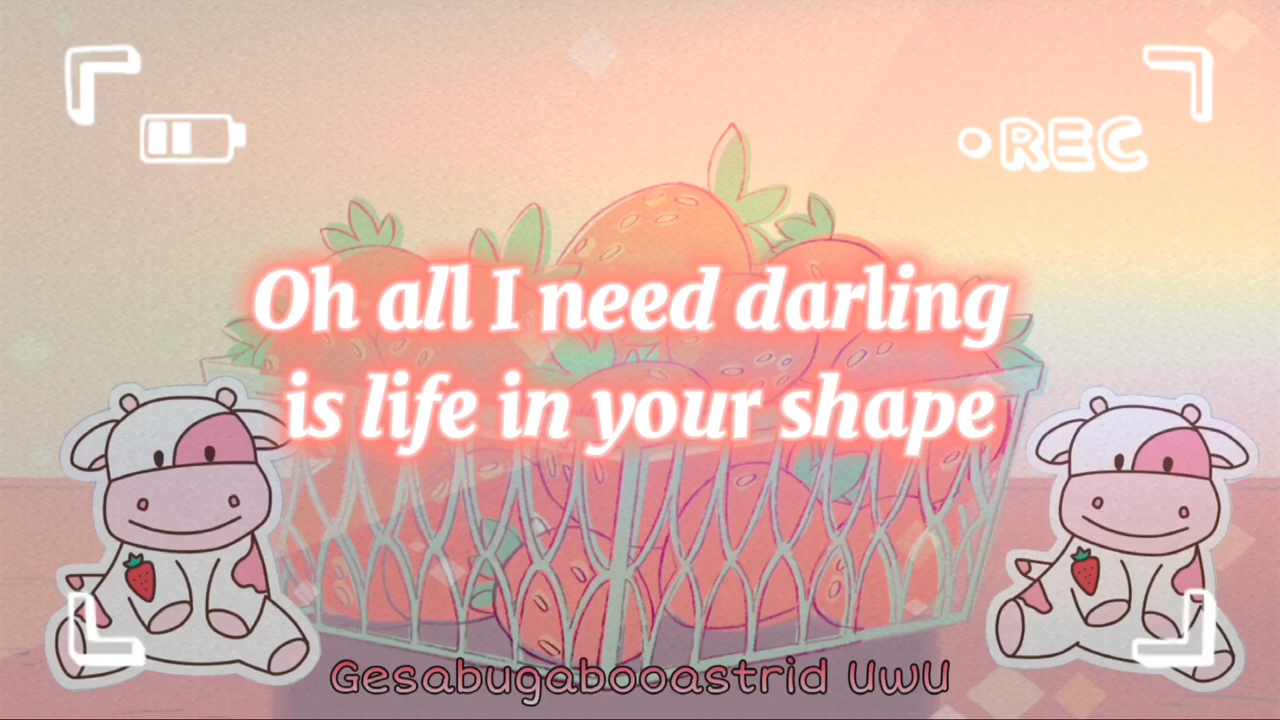 •REC
Oh all I need darling
is life in your shape
Gesabugabooastrid UwU